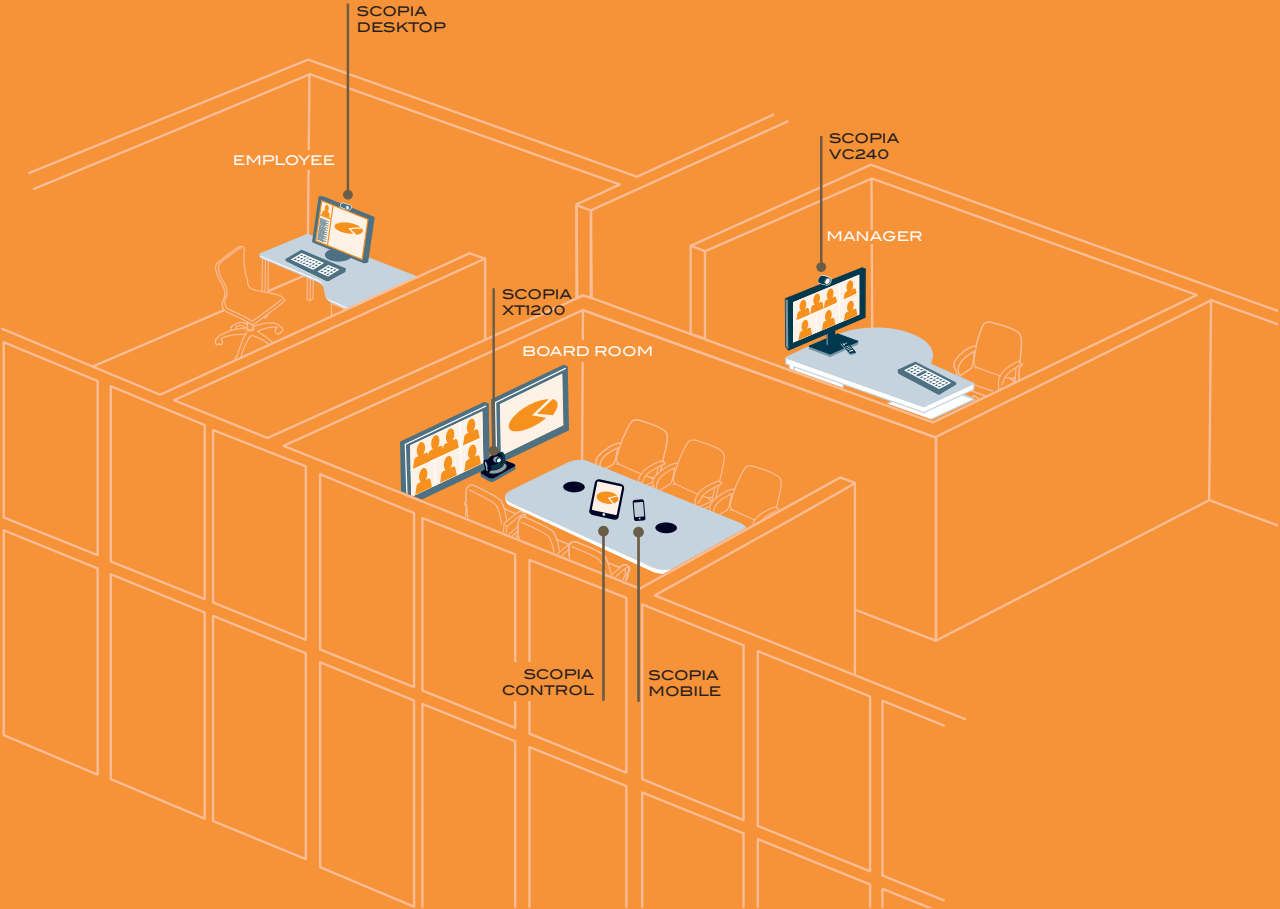 SCOPIA
DESKTOP
SCOPIA
VC240
EMPLOYEE
MANAGER
SCOPIA
XT1200
BOARD ROOM
SCOPIA
CONTROL
SCOPIA
MOBILE